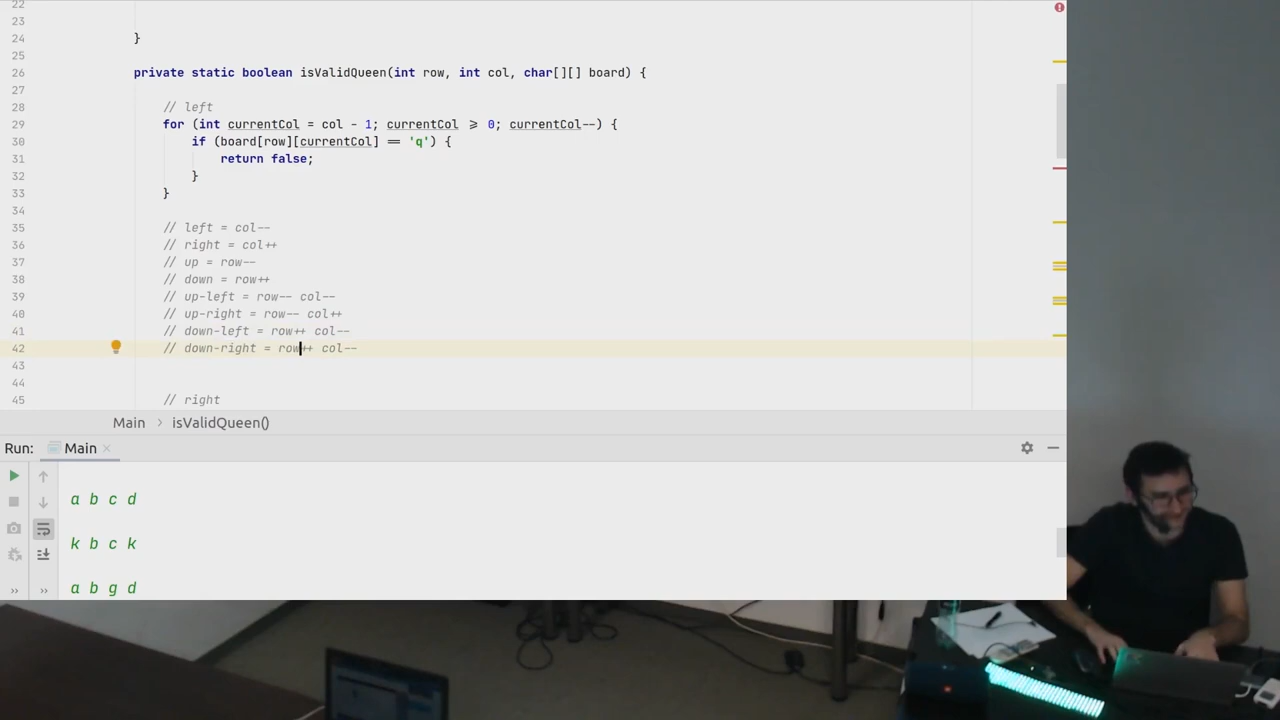 22
23
24 }
25
26 private static boolean isValidQueen(int row, int col, char[][] board) {
27
28 // left
29 for (int currentCol = col - 1; currentCol >= 0; currentCol--) {
30 if (board[row][currentCol] == 'q') {
31 return false;
32 }
33 }
34
35 // left = col--
36 // right = col++
37 // up = row--
38 // down = row++
39 // up-left = row-- col--
40 // up-right = row-- col++
41 // down-left = row++ col--
42 // down-right = row++ col--
43
44
45 // right
Main > isValidQueen()
Run: Main
a b c d
k b c k
a b g d